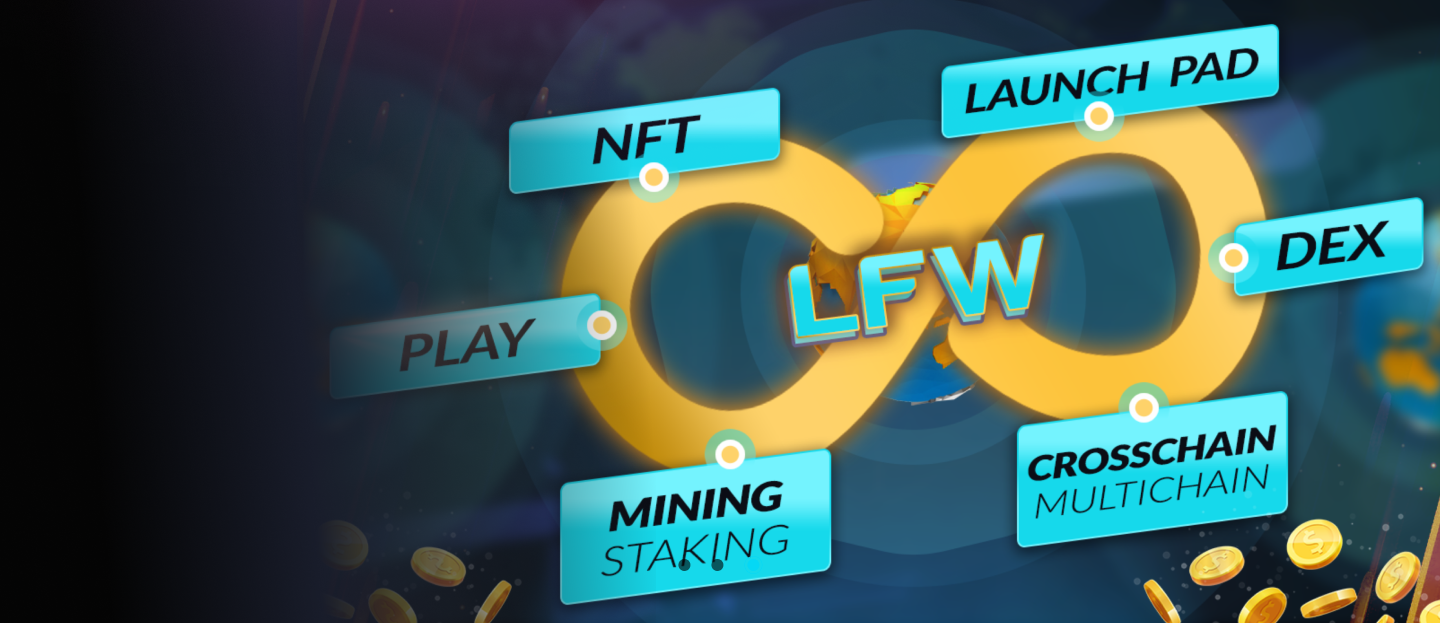 LAUNCH PAD
NFT
DEX
LFW
PLAY
CROSSCHAIN
MULTICHAIN
MINING
STAKING